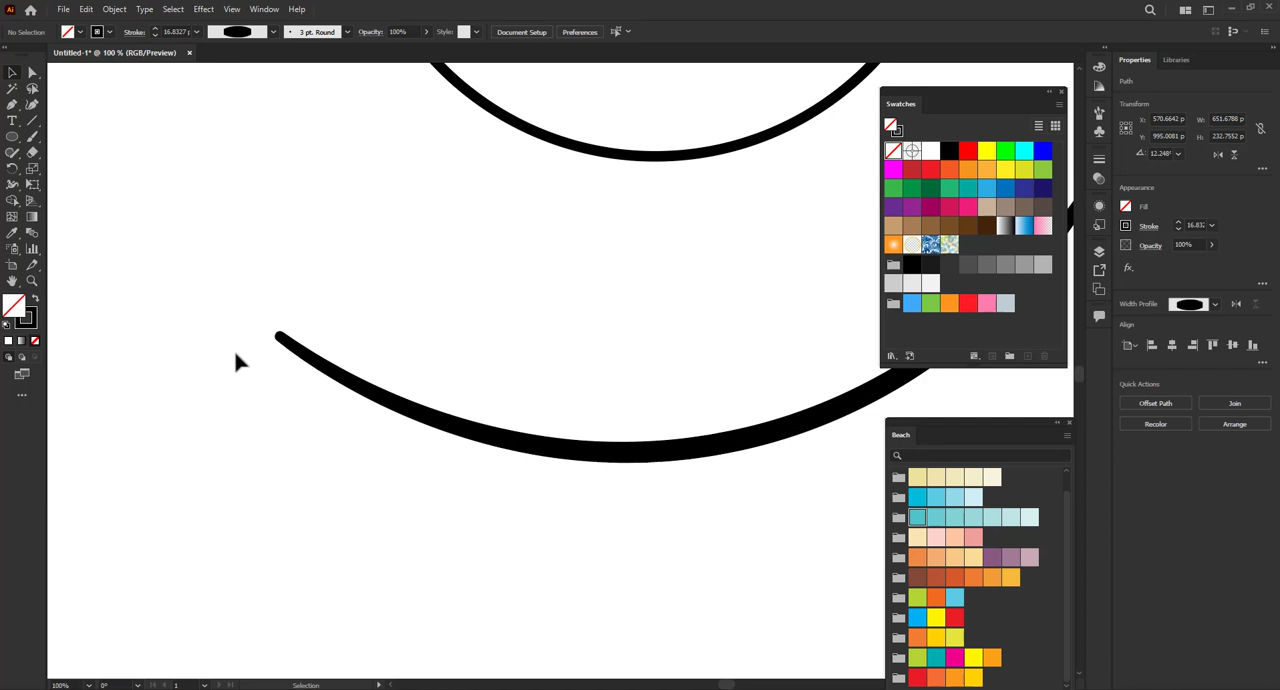 Ai File Edit Object Type Select Effect View Window Help
No Selection Stroke: 16.8327 p 3 pt. Round Opacity: 100% Style: Document Setup Preferences
Untitled-1* @ 100 % (RGB/Preview) ×
Swatches
Beach
Properties Libraries
Path
Transform
X: 570.6642 p W: 651.6788 p
Y: 995.0081 p H: 232.7552 p
12.248°
Appearance
Fill
Stroke 16.832
Opacity 100%
fx.
Width Profile
Align
Quick Actions
Offset Path Join
Recolor Arrange
100% 0° 1 Selection